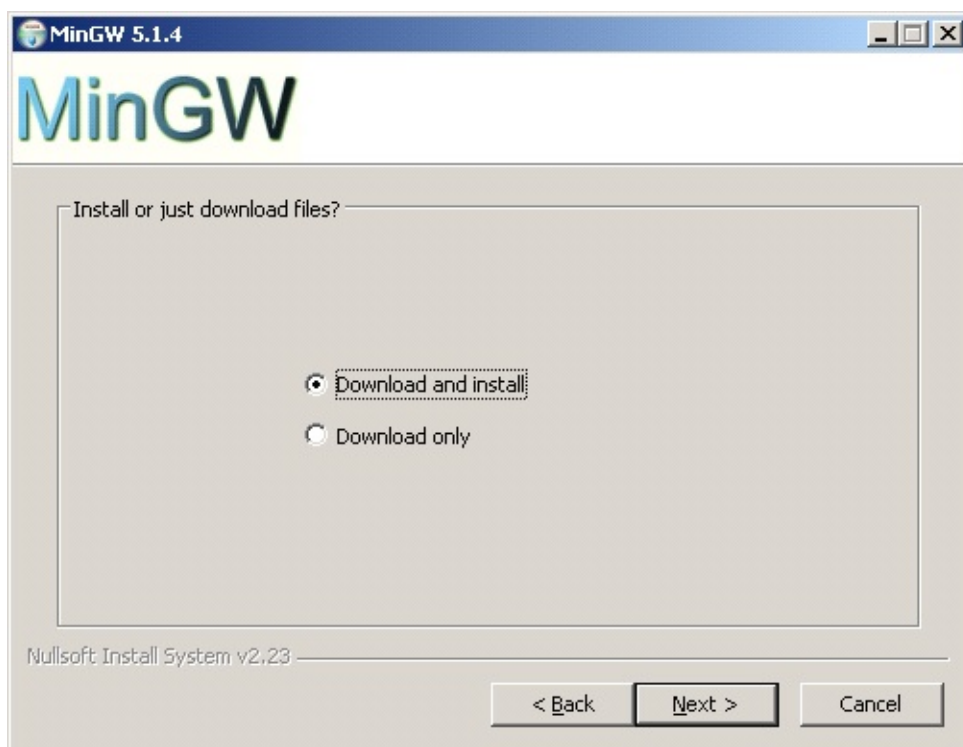 MinGW 5.1.4
MinGW
Install or just download files?
Download and install
Download only
Nullsoft Install System v2.23
< Back Next > Cancel